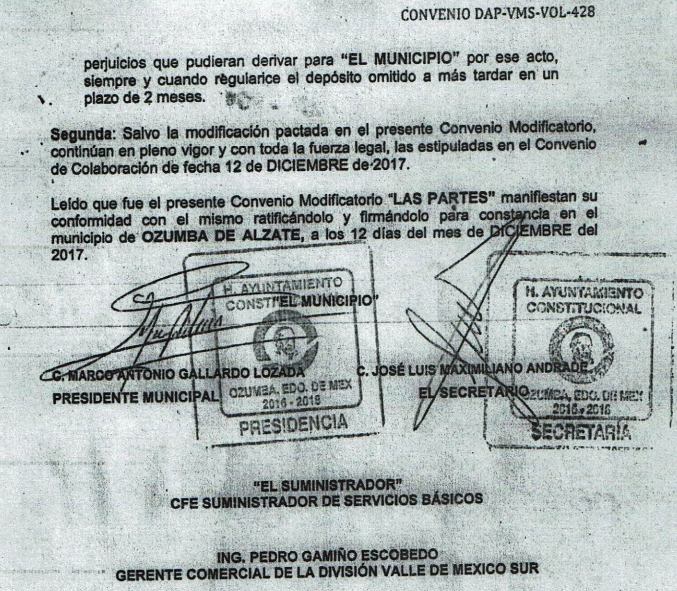 CONVENIO DAP-VMS-VOL-428
perjuicios que pudieran derivar para "EL MUNICIPIO" por ese acto,
siempre y cuando regularice el depósito omitido a más tardar en un
plazo de 2 meses.
Segunda: Salvo la modificación pactada en el presente Convenio Modificatorio,
continúan en pleno vigor y con toda la fuerza legal, las estipuladas en el Convenio
de Colaboración de fecha 12 de DICIEMBRE de 2017.
Leído que fue el presente Convenio Modificatorio "LAS PARTES" manifiestan su
conformidad con el mismo ratificándolo y firmándolo para constancia en el
municipio de OZUMBA DE ALZATE, a los 12 días del mes de DICIEMBRE del
2017.
H. AYUNTAMIENTO
CONSTI
"EL MUNICIPIO"
OZUMBA, EDO. DE MEX
2016 - 2018
PRESIDENCIA
H. AYUNTAMIENTO
CONSTITUCIONAL
OZUMBA, EDO. DE MEX
2016 - 2018
SECRETARÍA
C. MARCO ANTONIO GALLARDO LOZADA
PRESIDENTE MUNICIPAL
C. JOSÉ LUIS MAXIMILIANO ANDRADE
EL SECRETARIO
"EL SUMINISTRADOR"
CFE SUMINISTRADOR DE SERVICIOS BÁSICOS
ING. PEDRO GAMIÑO ESCOBEDO
GERENTE COMERCIAL DE LA DIVISIÓN VALLE DE MEXICO SUR